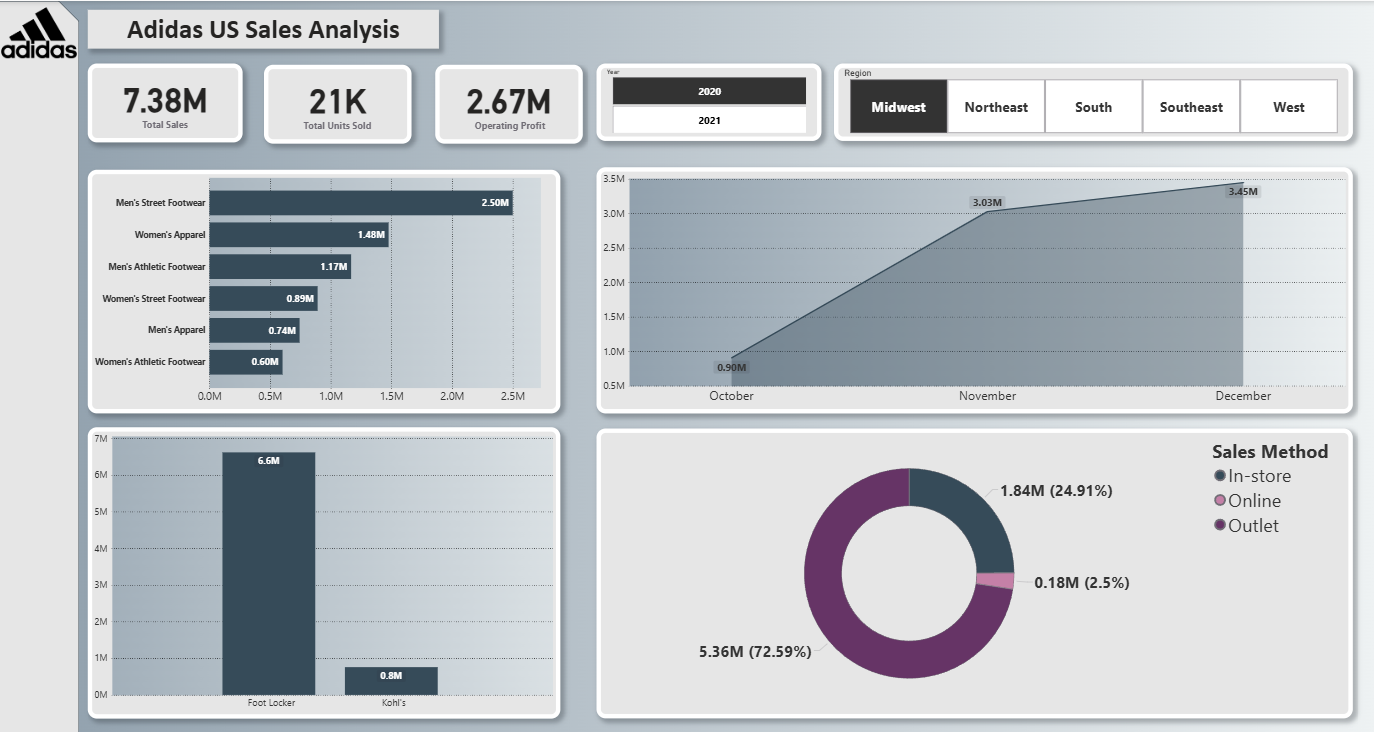 adidas
Adidas US Sales Analysis
7.38M
Total Sales
21K
Total Units Sold
2.67M
Operating Profit
Year
2020
2021
Region
Midwest
Northeast
South
Southeast
West
Men's Street Footwear
2.50M
Women's Apparel
1.48M
Men's Athletic Footwear
1.17M
Women's Street Footwear
0.89M
Men's Apparel
0.74M
Women's Athletic Footwear
0.60M
0.0M 0.5M 1.0M 1.5M 2.0M 2.5M
3.5M
3.0M
2.5M
2.0M
1.5M
1.0M
0.5M
0.90M
3.03M
3.45M
October November December
7M
6M
5M
4M
3M
2M
1M
0M
6.6M
0.8M
Foot Locker Kohl's
Sales Method
In-store
Online
Outlet
1.84M (24.91%)
0.18M (2.5%)
5.36M (72.59%)